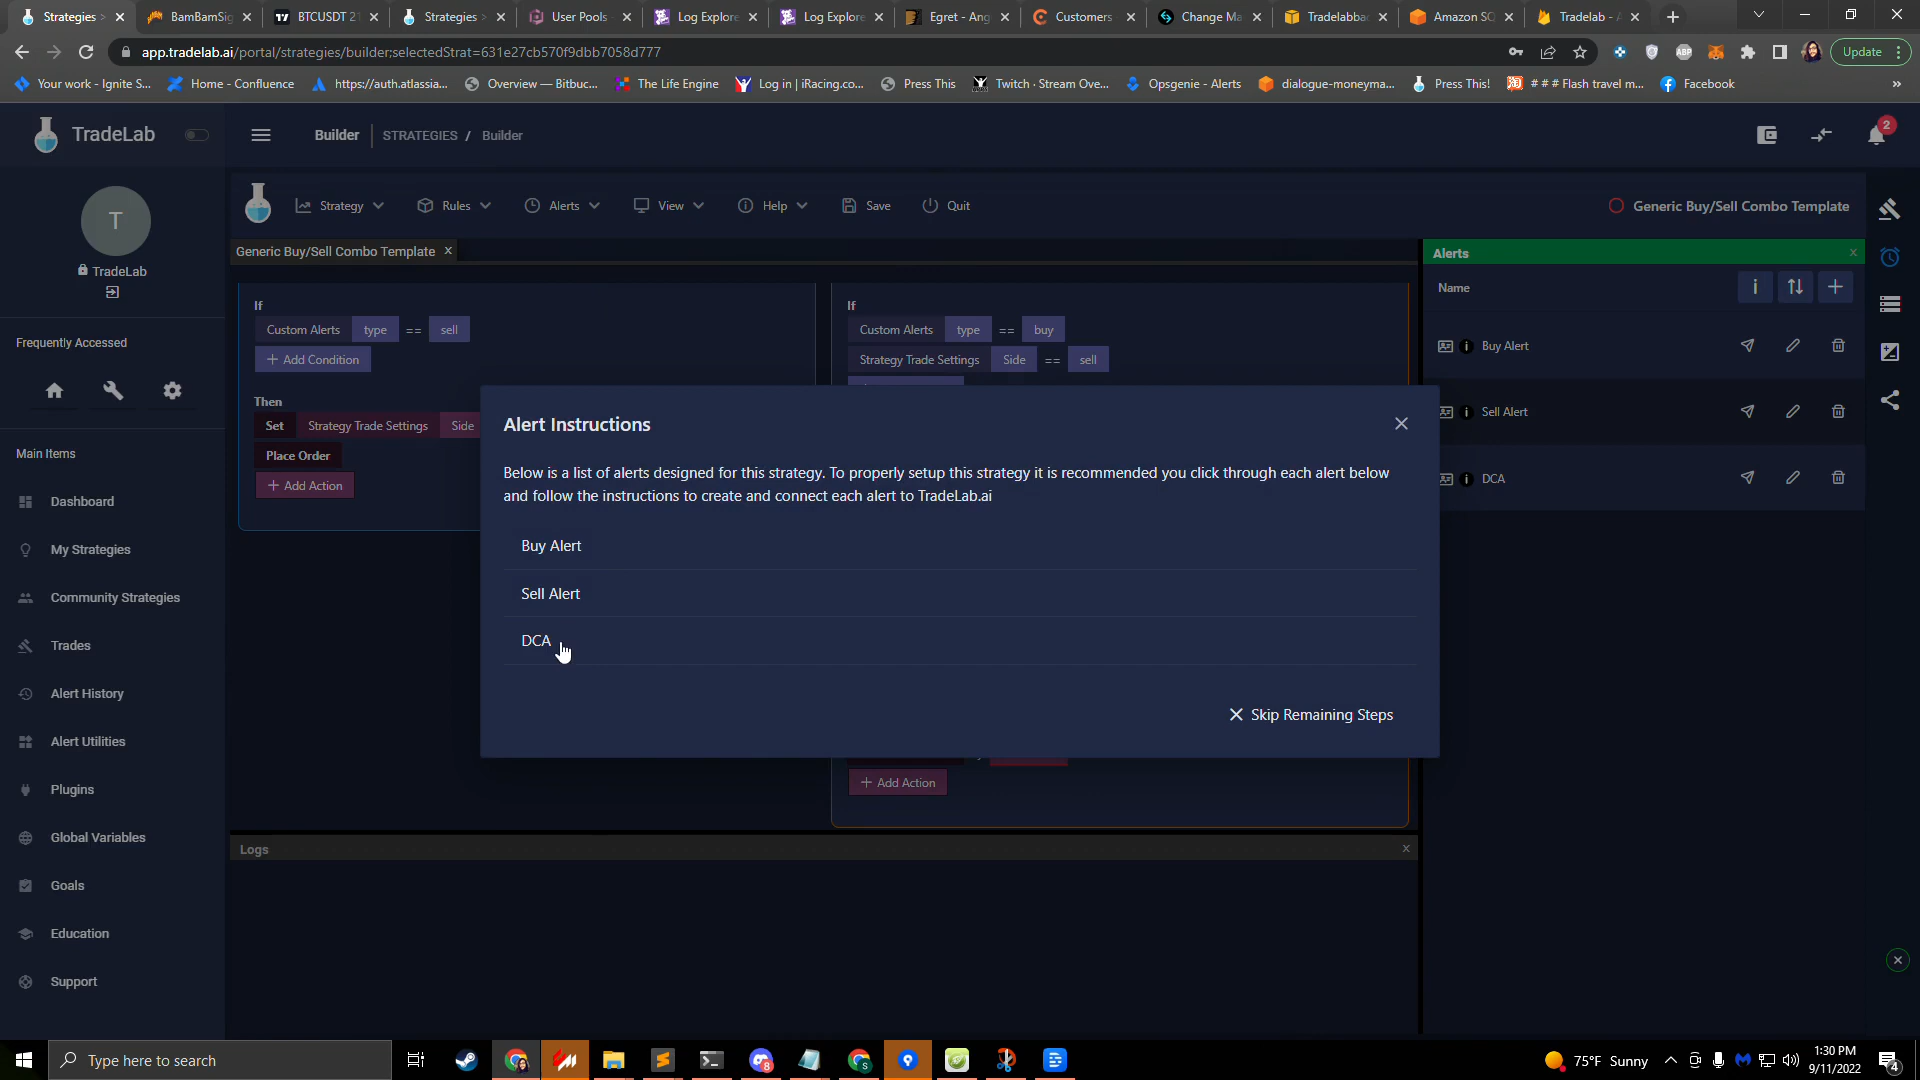 Strategies >
BamBamSig
BTCUSDT 21
Strategies >
User Pools -
Log Explore
Log Explore
Egret - Ang
Customers
Change Ma
Tradelabba
Amazon SQ
Tradelab - A
app.tradelab.ai/portal/strategies/builder;selectedStrat=631e27cb570f9dbb7058d777
Update
Your work - Ignite S...
Home - Confluence
https://auth.atlassia...
Overview — Bitbuc...
The Life Engine
Log in | iRacing.co...
Press This
Twitch · Stream Ove...
Opsgenie - Alerts
dialogue-moneyma...
Press This!
# # # Flash travel m...
Facebook
»
TradeLab
Builder
STRATEGIES / Builder
2
T
TradeLab
Strategy
Rules
Alerts
View
Help
Save
Quit
Generic Buy/Sell Combo Template
Generic Buy/Sell Combo Template x
Alerts x
Name
Buy Alert
Sell Alert
DCA
If
Custom Alerts type == sell
+ Add Condition
Then
Set Strategy Trade Settings Side
Place Order
+ Add Action
If
Custom Alerts type == buy
Strategy Trade Settings Side == sell
+ Add Action
Alert Instructions
Below is a list of alerts designed for this strategy. To properly setup this strategy it is recommended you click through each alert below
and follow the instructions to create and connect each alert to TradeLab.ai
Buy Alert
Sell Alert
DCA
Skip Remaining Steps
Logs x
Frequently Accessed
Main Items
Dashboard
My Strategies
Community Strategies
Trades
Alert History
Alert Utilities
Plugins
Global Variables
Goals
Education
Support
Type here to search
8
75°F Sunny
1:30 PM
9/11/2022
4